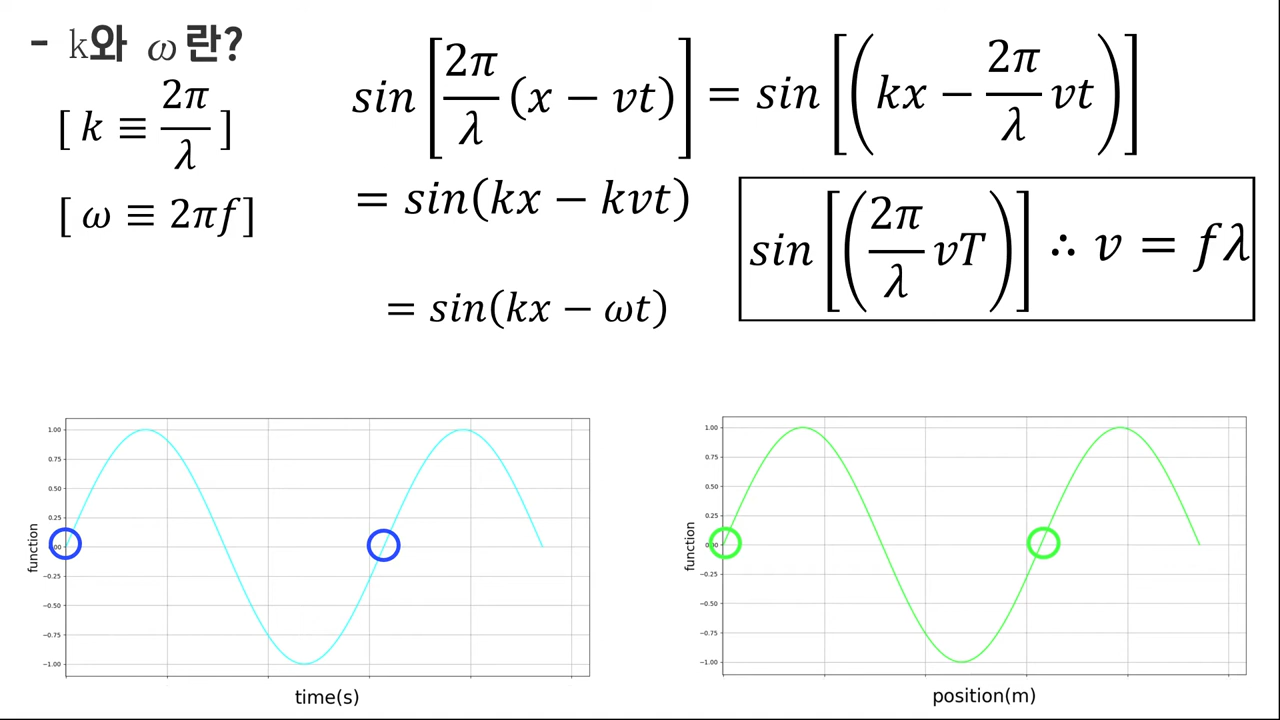 - k와 ω 란?
[ k ≡ 2π/λ ]
[ ω ≡ 2πf]
sin [2π/λ (x − vt)] = sin [(kx − 2π/λ vt)]
= sin(kx − kvt)
sin [(2π/λ vT)] ∴ v = fλ
= sin(kx − ωt)
function
1.00
0.75
0.50
0.25
0.00
−0.25
−0.50
−0.75
−1.00
time(s)
function
1.00
0.75
0.50
0.25
0.00
−0.25
−0.50
−0.75
−1.00
position(m)